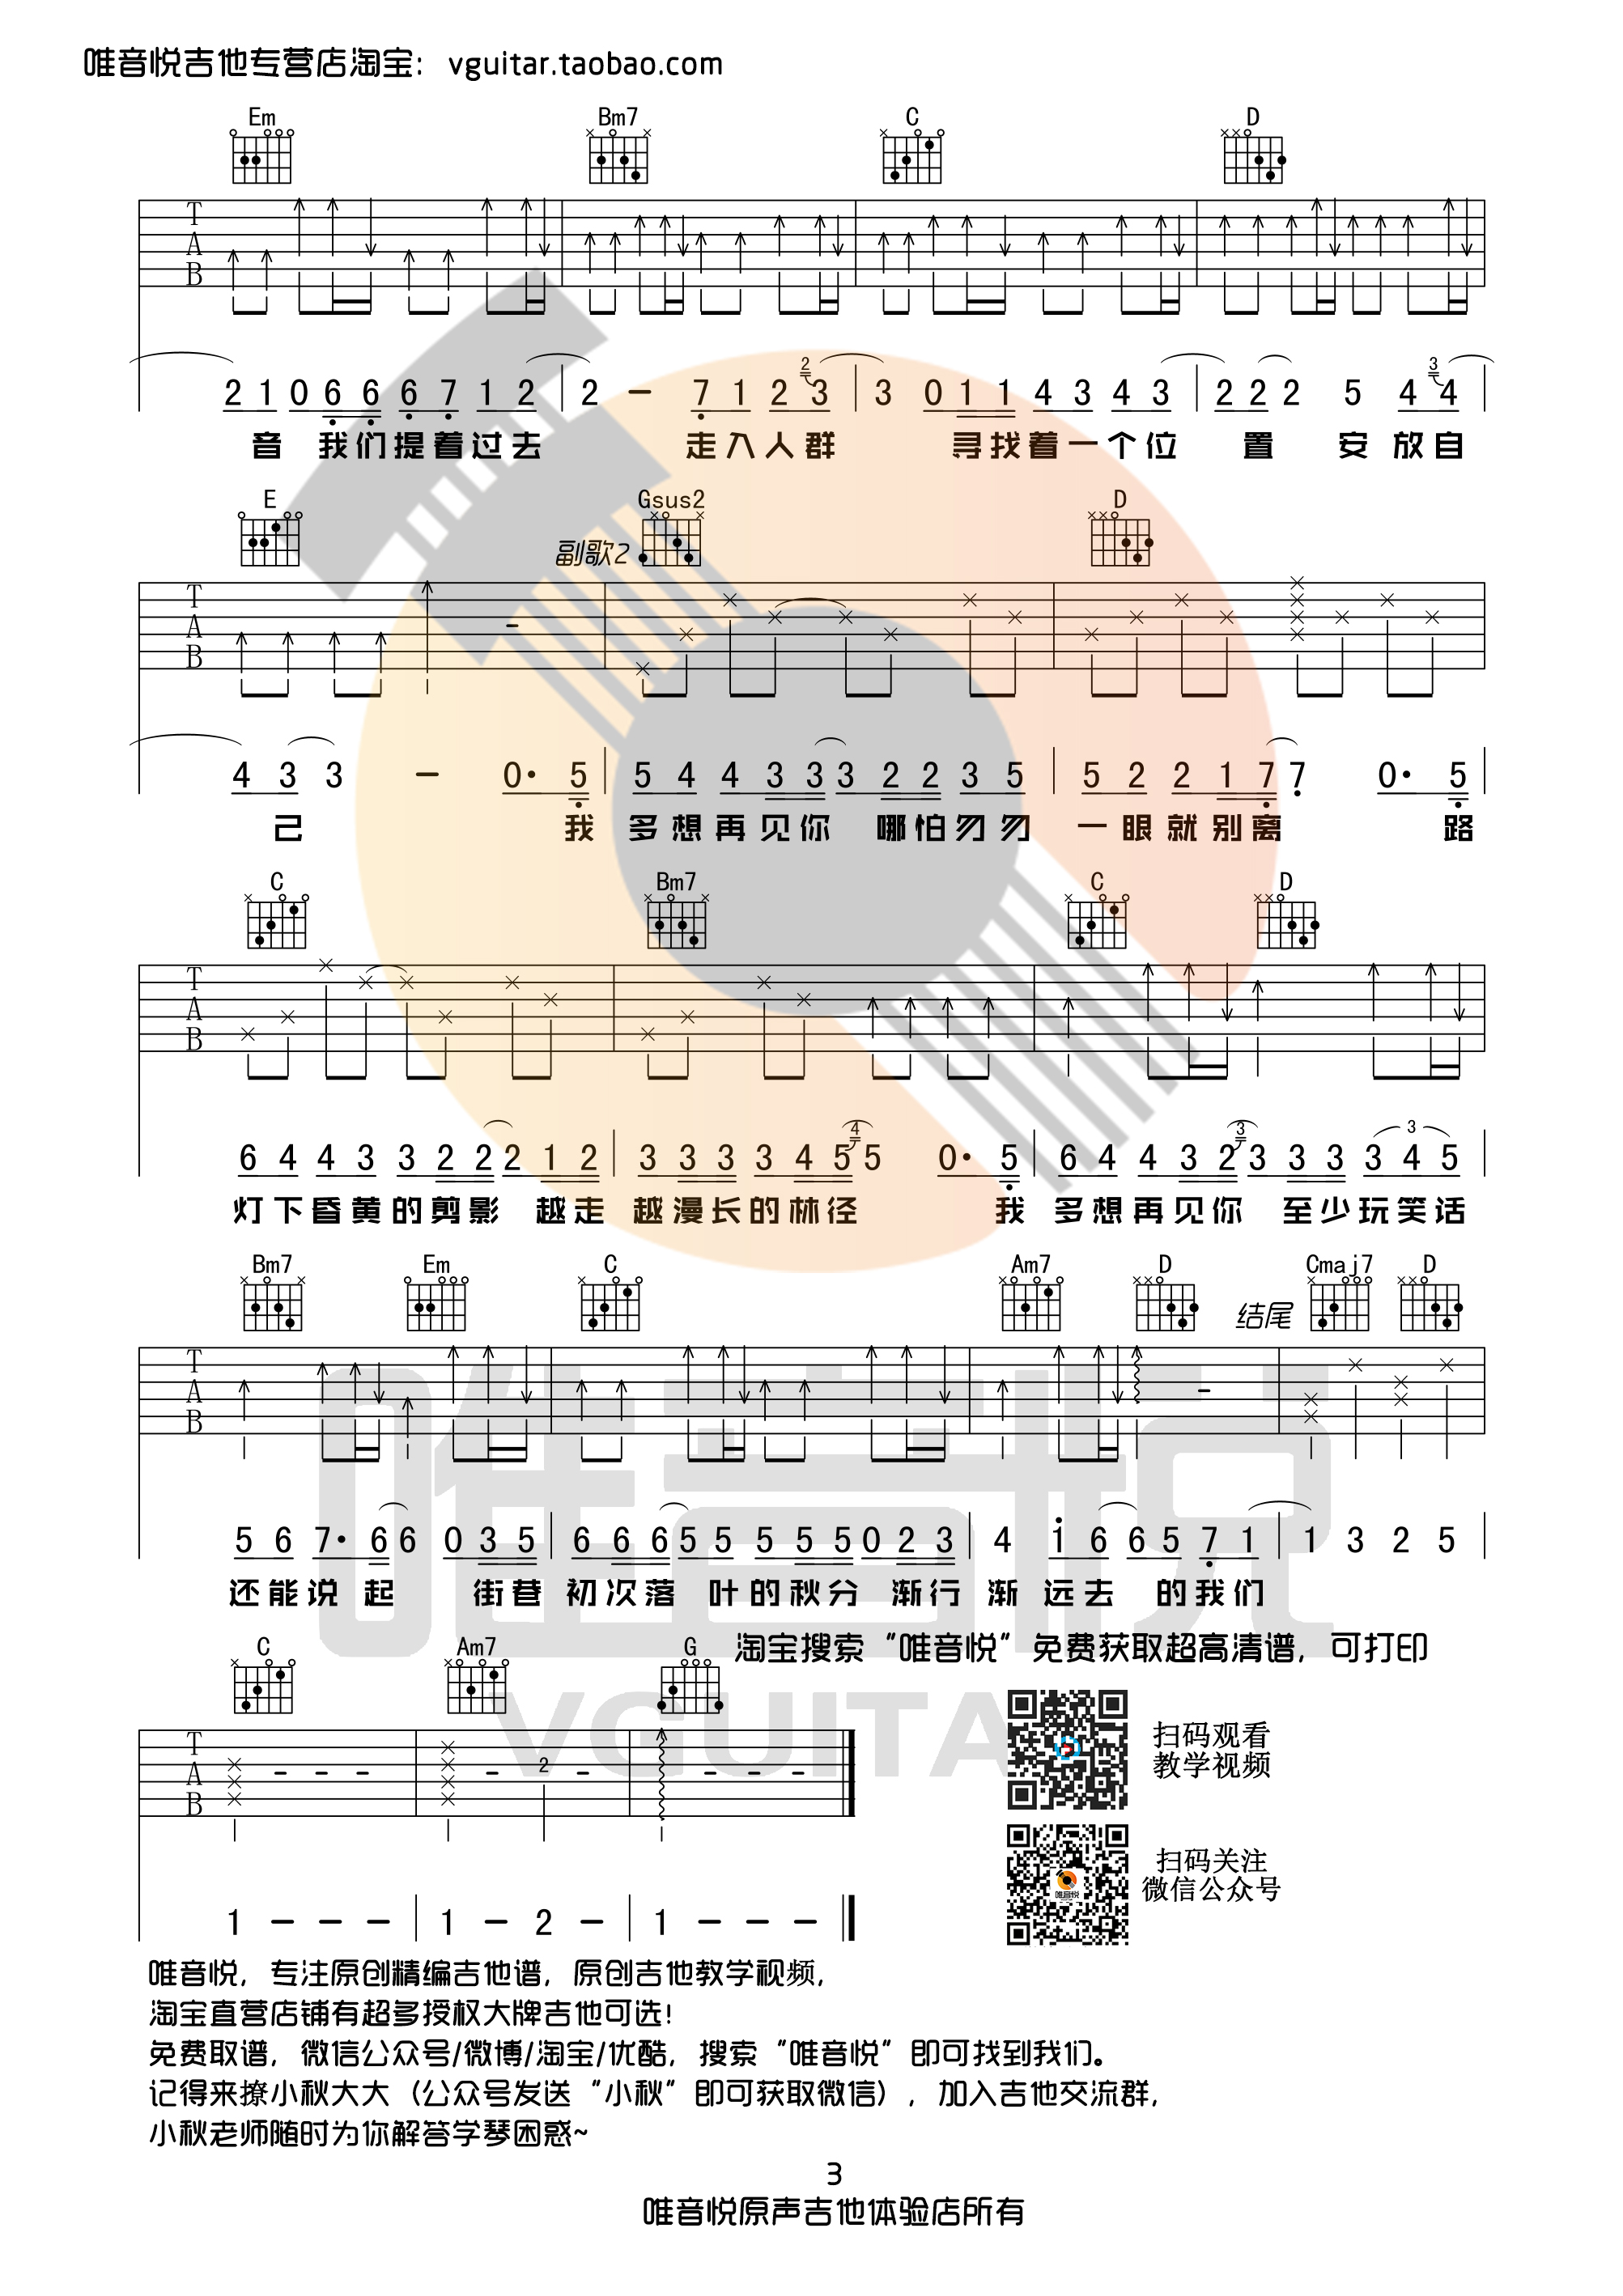 唯音悦吉他专营店淘宝：vguitar.taobao.com
Em Bm7 C D
T A B
2 1 0 6 6 6 7 1 2 | 2 - 7 1 2 2 3 | 3 0 1 1 4 3 4 3 | 2 2 2 5 4 3 4
音 我们提着过去 走入人群 寻找着一个位 置 安 放自
E 副歌2 Gsus2 D
T A B
4 3 3 - 0· 5 | 5 4 4 3 3 3 2 2 3 5 | 5 2 2 1 7 7 0· 5
己 我 多想再见你 哪怕匆匆 一眼就别离 路
C Bm7 C D
T A B
6 4 4 3 3 2 2 2 1 2 | 3 3 3 3 4 5 4 5 0· 5 | 6 4 4 3 2 3 3 3 3 3 3 4 5
灯下昏黄的剪影 越走 越漫长的林径 我 多想再见你 至少玩笑话
Bm7 Em C Am7 D 结尾 Cmaj7 D
T A B
5 6 7· 6 6 0 3 5 | 6 6 6 5 5 5 5 5 0 2 3 | 4 1 6 6 5 7 1 | 1 3 2 5
还能说 起 街巷 初次落 叶的秋分 渐行 渐 远去 的我们
淘宝搜索“唯音悦”免费获取超高清谱，可打印
C Am7 G
T A B
2
1 - - - | 1 - 2 - | 1 - - -
扫码观看
教学视频
扫码关注
微信公众号
唯音悦
唯音悦
VGUITA
唯音悦，专注原创精编吉他谱，原创吉他教学视频，
淘宝直营店铺有超多授权大牌吉他可选！
免费取谱，微信公众号/微博/淘宝/优酷，搜索“唯音悦”即可找到我们。
记得来撩小秋大大（公众号发送“小秋”即可获取微信），加入吉他交流群，
小秋老师随时为你解答学琴困惑~
3
唯音悦原声吉他体验店所有